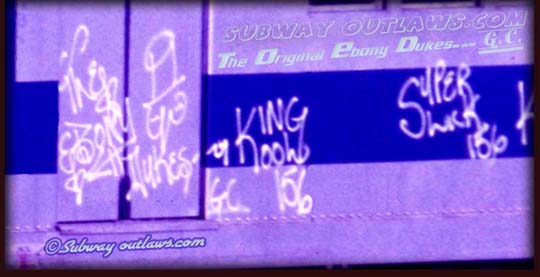 SUBWAY OUTLAWS.COM
The Original Ebony Dukes... G.C.
THE
EBONY
DUKES
KING
KOOL
156
GC
SUPER
SLICK
156
K
©Subway outlaws.com